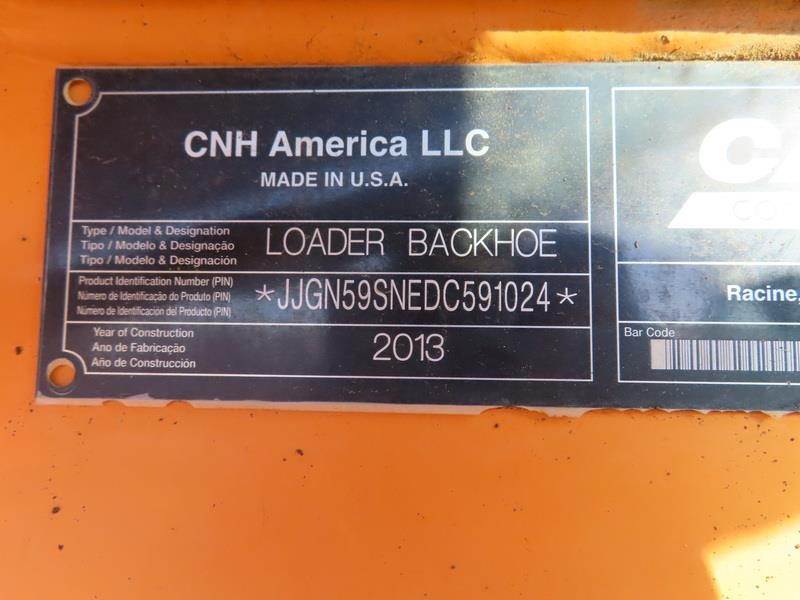 CNH America LLC
MADE IN U.S.A.
Type / Model & Designation
Tipo / Modelo & Designação
Tipo / Modelo & Designación
LOADER BACKHOE
Product Identification Number (PIN)
Número de Identificação do Produto (PIN)
Número de Identificación del Producto (PIN)
*JJGN59SNEDC591024*
Year of Construction
Ano de Fabricação
Año de Construcción
2013
Racine,
Bar Code